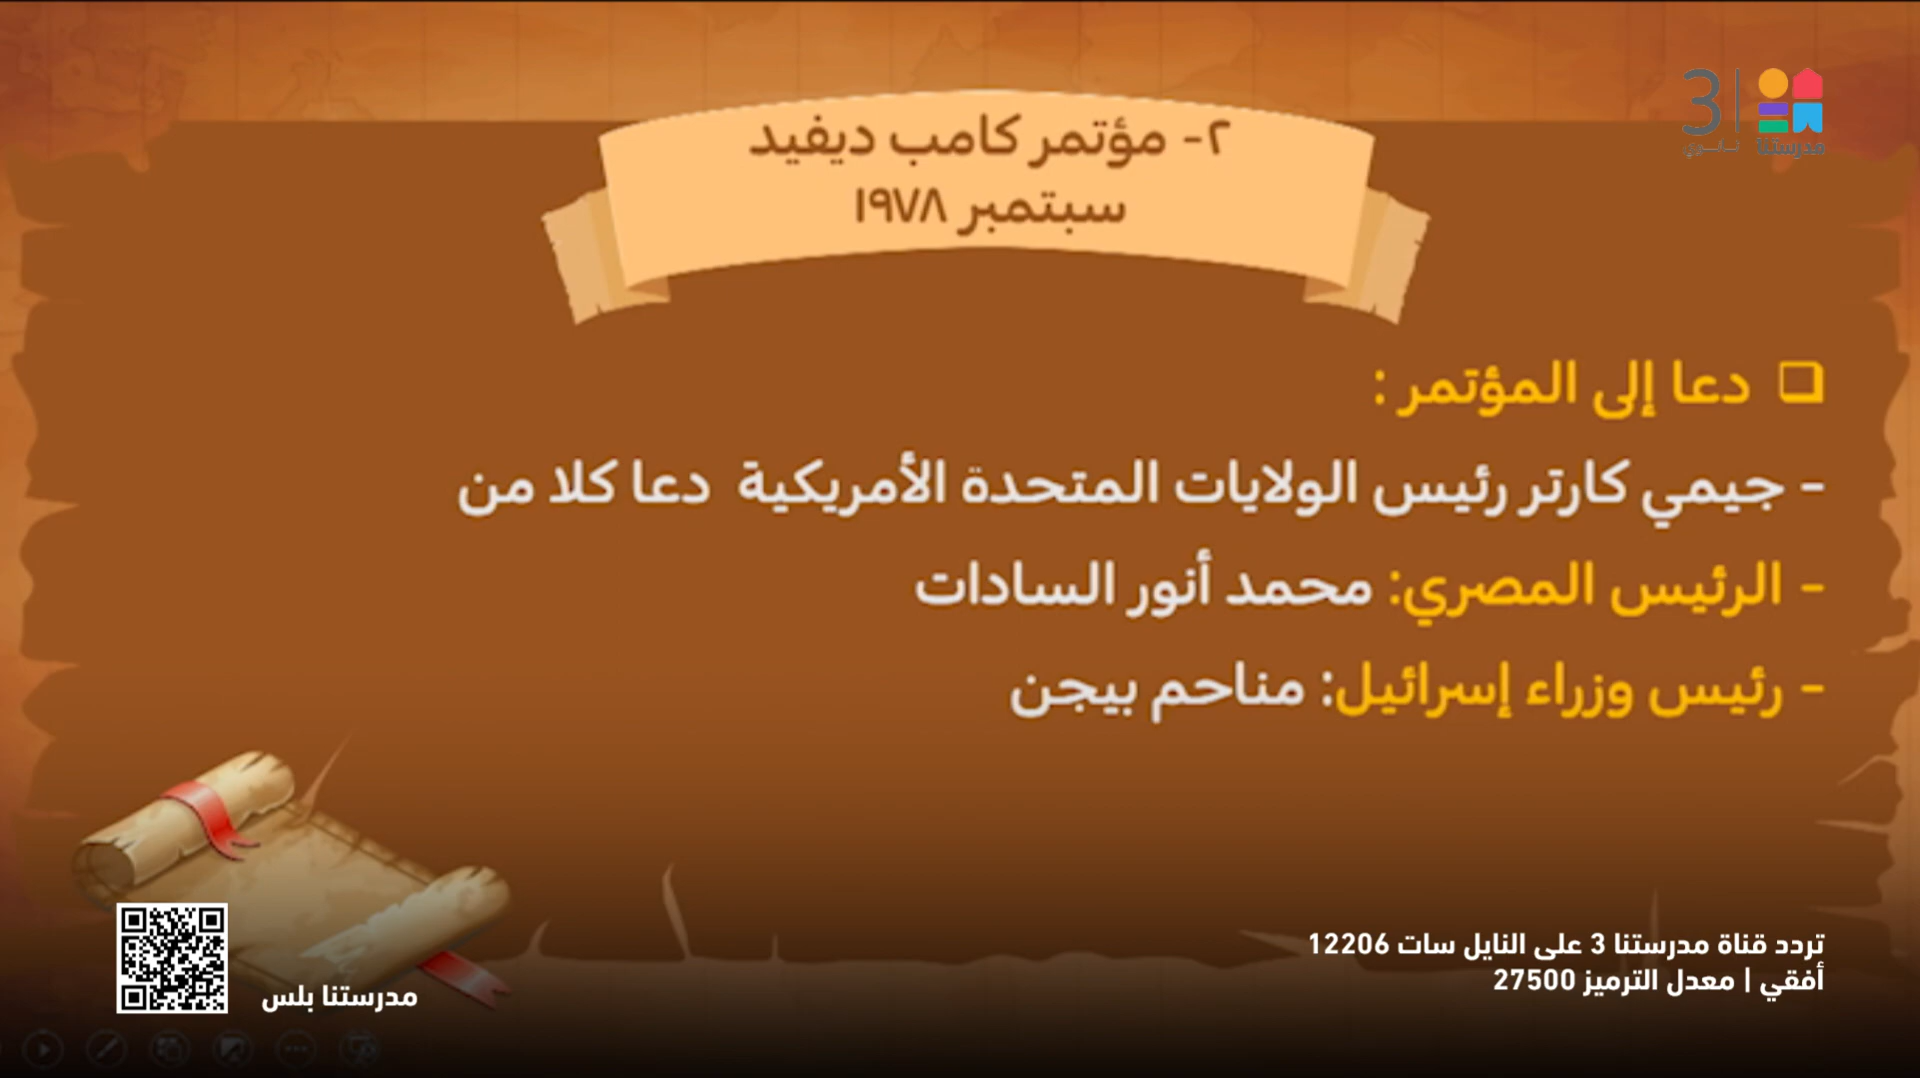 3
مدرستنا
ثانوي
٢- مؤتمر كامب ديفيد
سبتمبر ١٩٧٨
❑ دعا إلى المؤتمر :
- جيمي كارتر رئيس الولايات المتحدة الأمريكية دعا كلا من
- الرئيس المصري: محمد أنور السادات
- رئيس وزراء إسرائيل: مناحم بيجن
تردد قناة مدرستنا 3 على النايل سات 12206
أفقي | معدل الترميز 27500
مدرستنا بلس